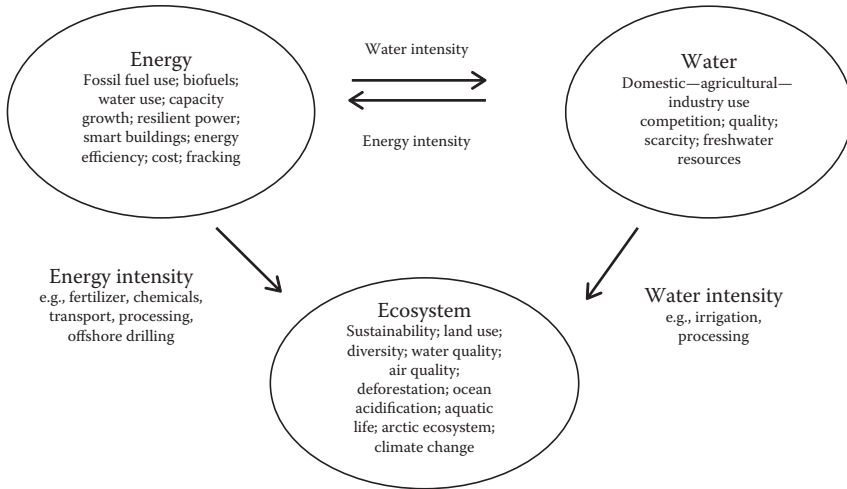 Energy
Fossil fuel use; biofuels;
water use; capacity
growth; resilient power;
smart buildings; energy
efficiency; cost; fracking
Water intensity
Energy intensity
Water
Domestic—agricultural—
industry use
competition; quality;
scarcity; freshwater
resources
Energy intensity
e.g., fertilizer, chemicals,
transport, processing,
offshore drilling
Ecosystem
Sustainability; land use;
diversity; water quality;
air quality;
deforestation; ocean
acidification; aquatic
life; arctic ecosystem;
climate change
Water intensity
e.g., irrigation,
processing